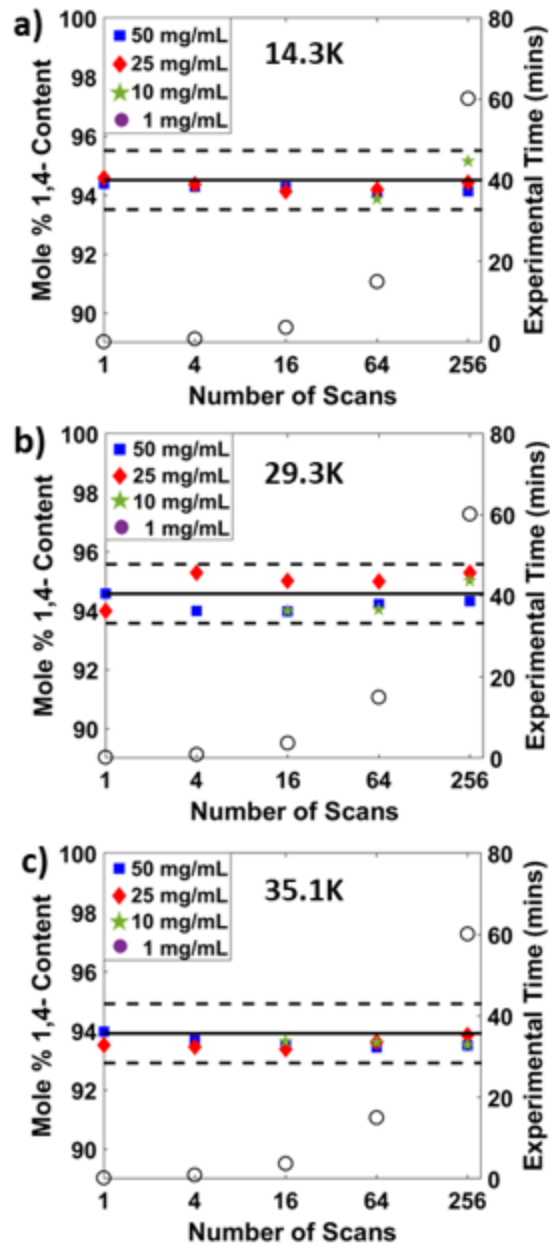 a)
14.3K
50 mg/mL
25 mg/mL
10 mg/mL
1 mg/mL
Mole % 1,4- Content
100
98
96
94
92
90
Experimental Time (mins)
80
60
40
20
0
1 4 16 64 256
Number of Scans
b)
29.3K
50 mg/mL
25 mg/mL
10 mg/mL
1 mg/mL
Mole % 1,4- Content
100
98
96
94
92
90
Experimental Time (mins)
80
60
40
20
0
1 4 16 64 256
Number of Scans
c)
35.1K
50 mg/mL
25 mg/mL
10 mg/mL
1 mg/mL
Mole % 1,4- Content
100
98
96
94
92
90
Experimental Time (mins)
80
60
40
20
0
1 4 16 64 256
Number of Scans